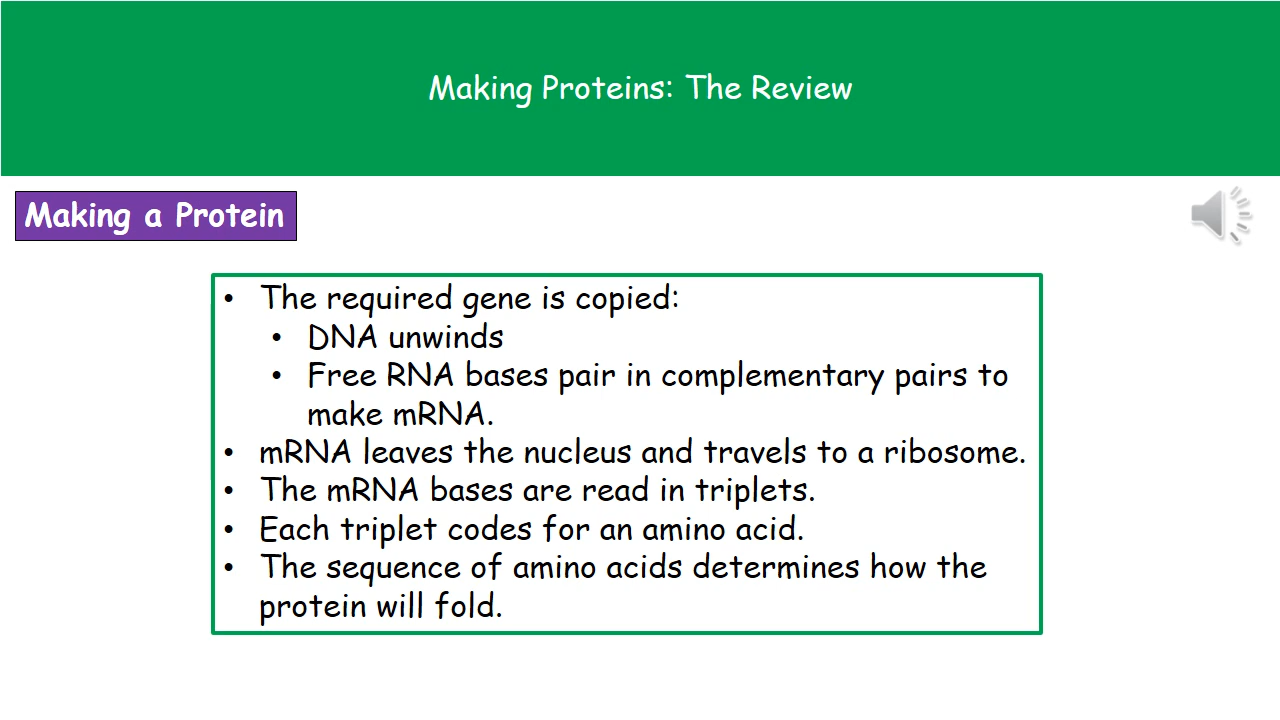 Making Proteins: The Review
Making a Protein
• The required gene is copied:
• DNA unwinds
• Free RNA bases pair in complementary pairs to
make mRNA.
• mRNA leaves the nucleus and travels to a ribosome.
• The mRNA bases are read in triplets.
• Each triplet codes for an amino acid.
• The sequence of amino acids determines how the
protein will fold.